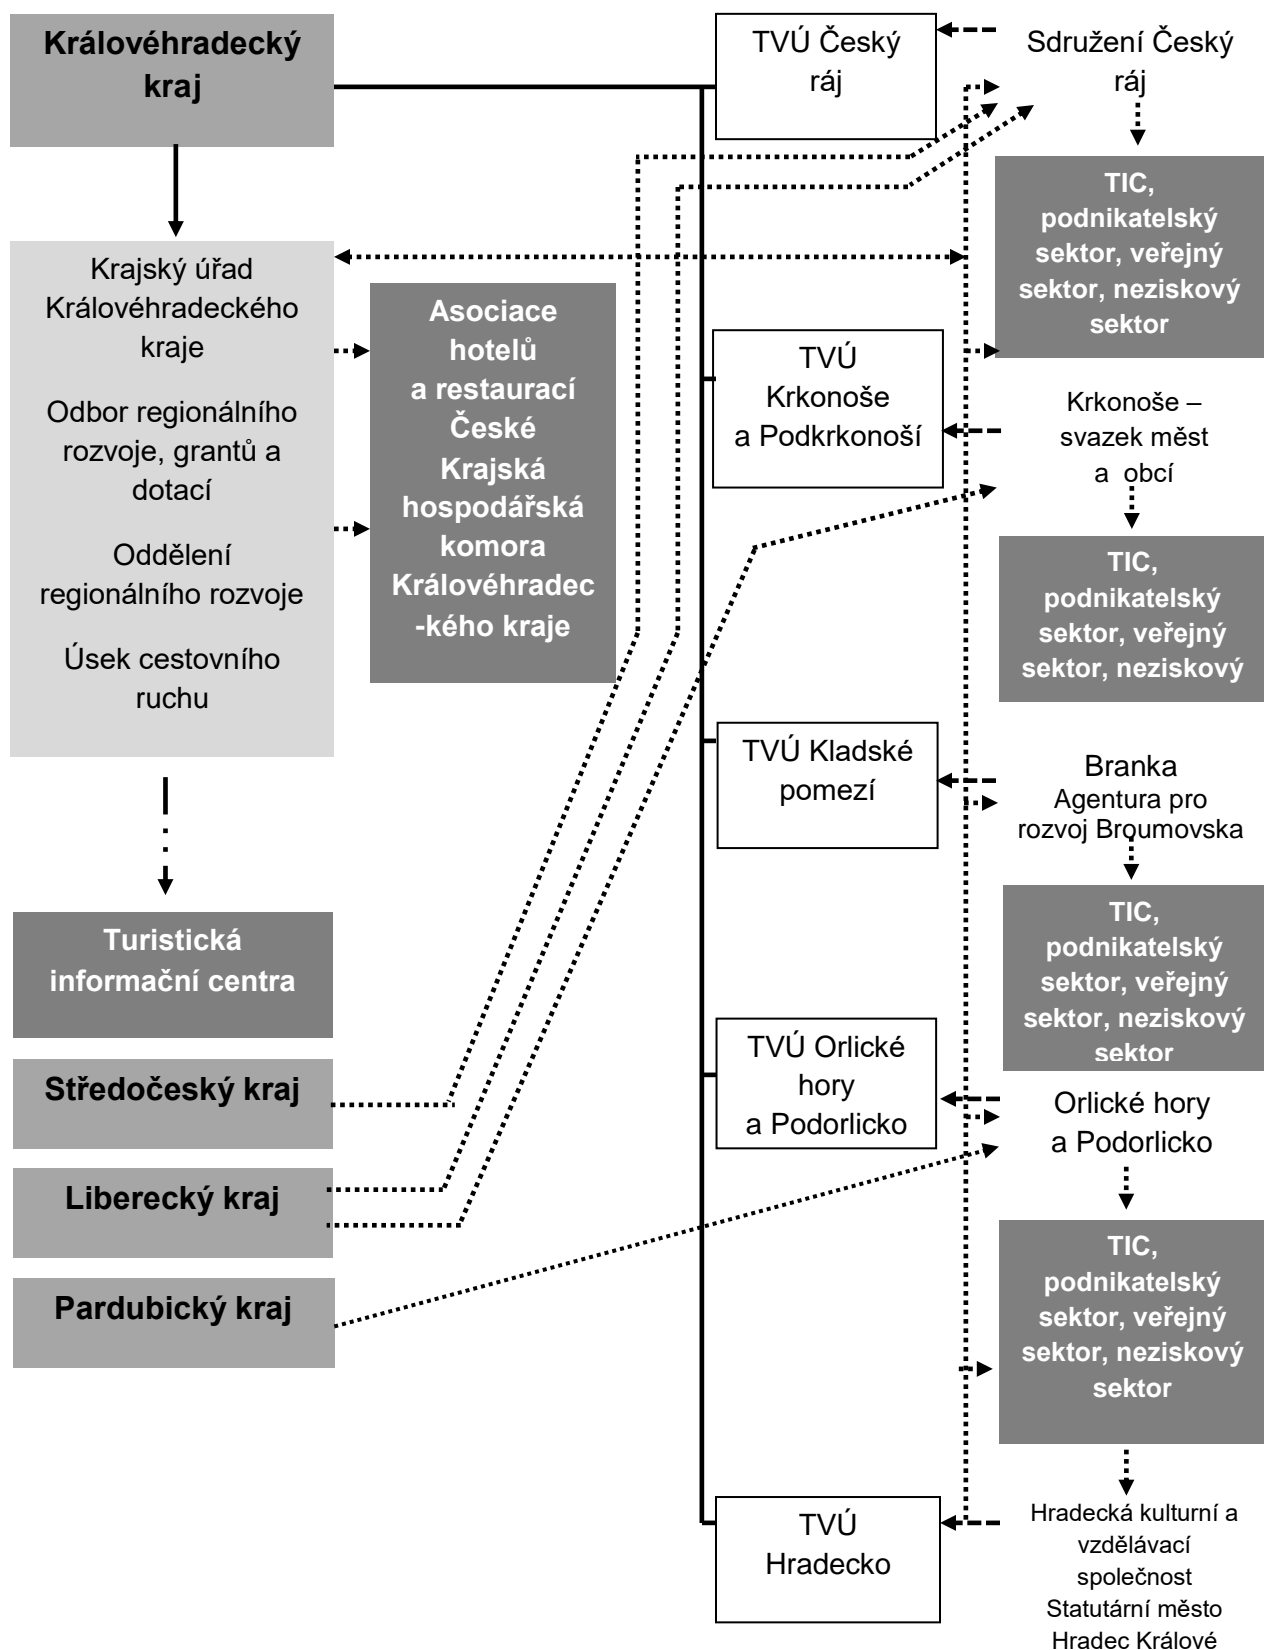 Královéhradecký
kraj
Krajský úřad
Královéhradeckého
kraje
Odbor regionálního
rozvoje, grantů a
dotací
Oddělení
regionálního rozvoje
Úsek cestovního
ruchu
Asociace
hotelů
a restaurací
České
Krajská
hospodářská
komora
Královéhradec
-kého kraje
Turistická
informační centra
Středočeský kraj
Liberecký kraj
Pardubický kraj
TVÚ Český
ráj
TVÚ
Krkonoše
a Podkrkonoší
TVÚ Kladské
pomezí
TVÚ Orlické
hory
a Podorlicko
TVÚ
Hradecko
Sdružení Český
ráj
TIC,
podnikatelský
sektor, veřejný
sektor, neziskový
sektor
Krkonoše –
svazek měst
a obcí
TIC,
podnikatelský
sektor, veřejný
sektor, neziskový
Branka
Agentura pro
rozvoj Broumovska
TIC,
podnikatelský
sektor, veřejný
sektor, neziskový
sektor
Orlické hory
a Podorlicko
TIC,
podnikatelský
sektor, veřejný
sektor, neziskový
sektor
Hradecká kulturní a
vzdělávací
společnost
Statutární město
Hradec Králové